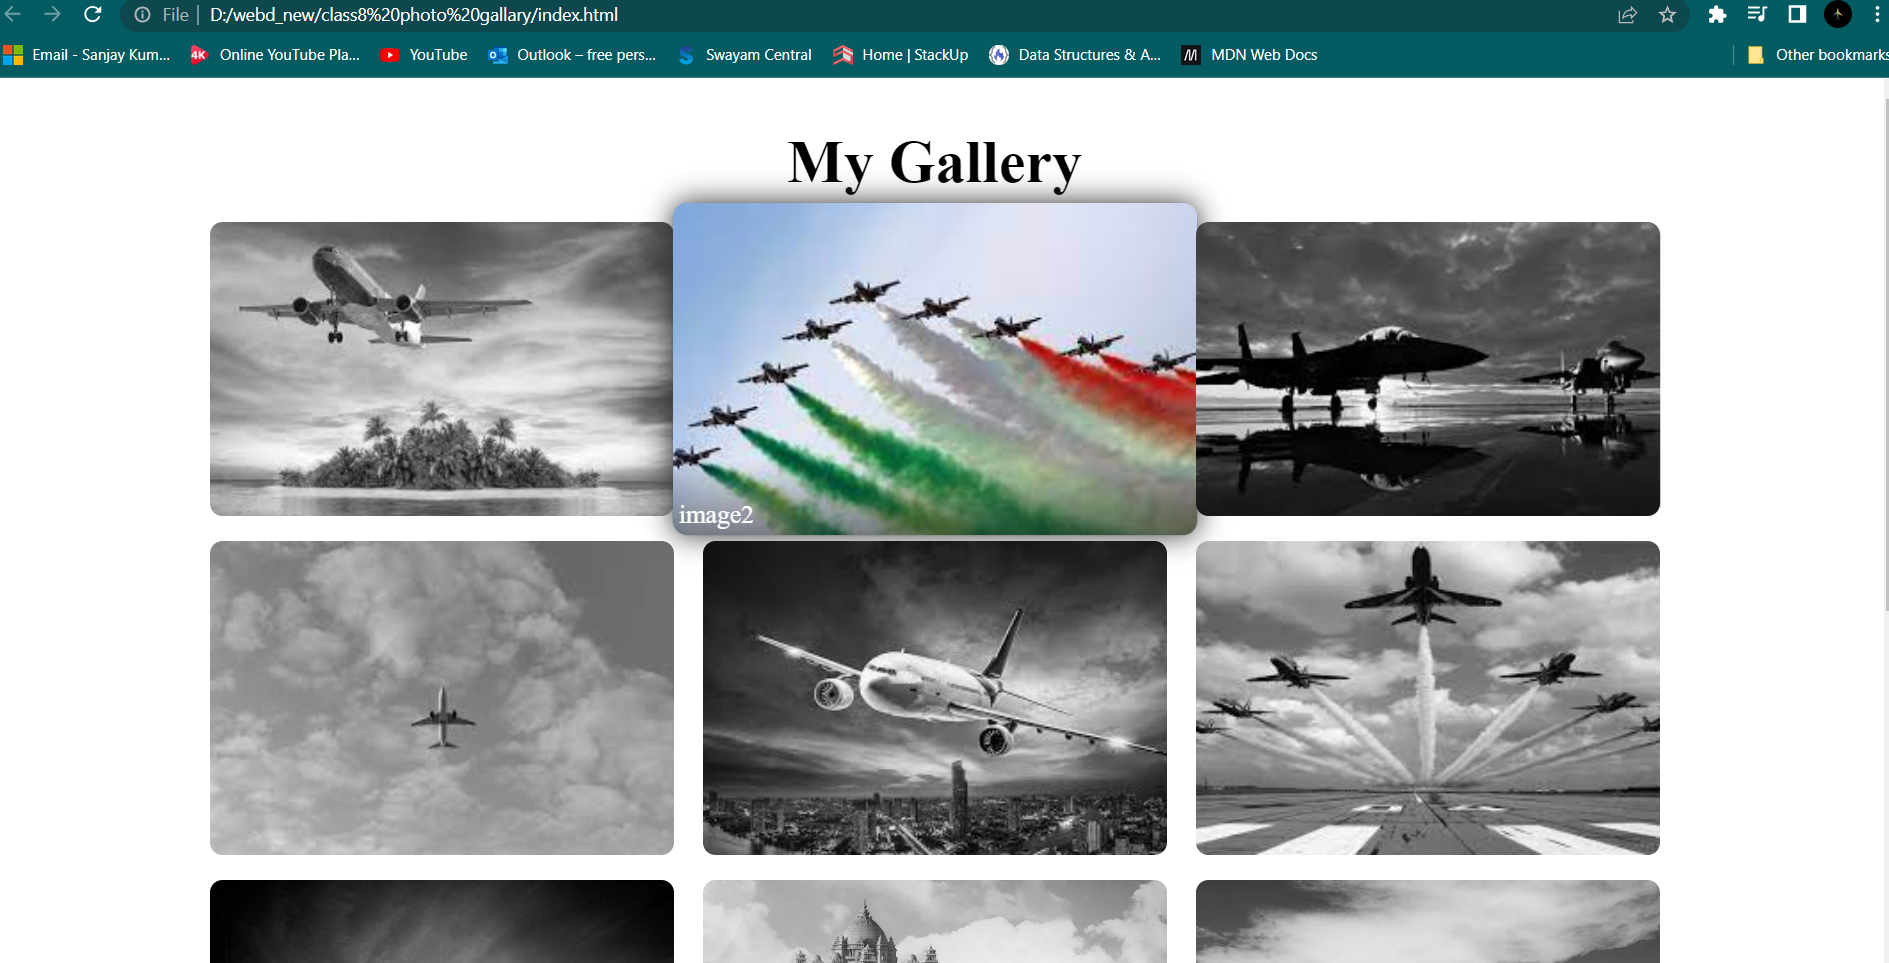 File | D:/webd_new/class8%20photo%20gallary/index.html
Email - Sanjay Kum... 4K Online YouTube Pla... YouTube Outlook – free pers... S Swayam Central Home | StackUp Data Structures & A... MDN Web Docs Other bookmarks
My Gallery
image2